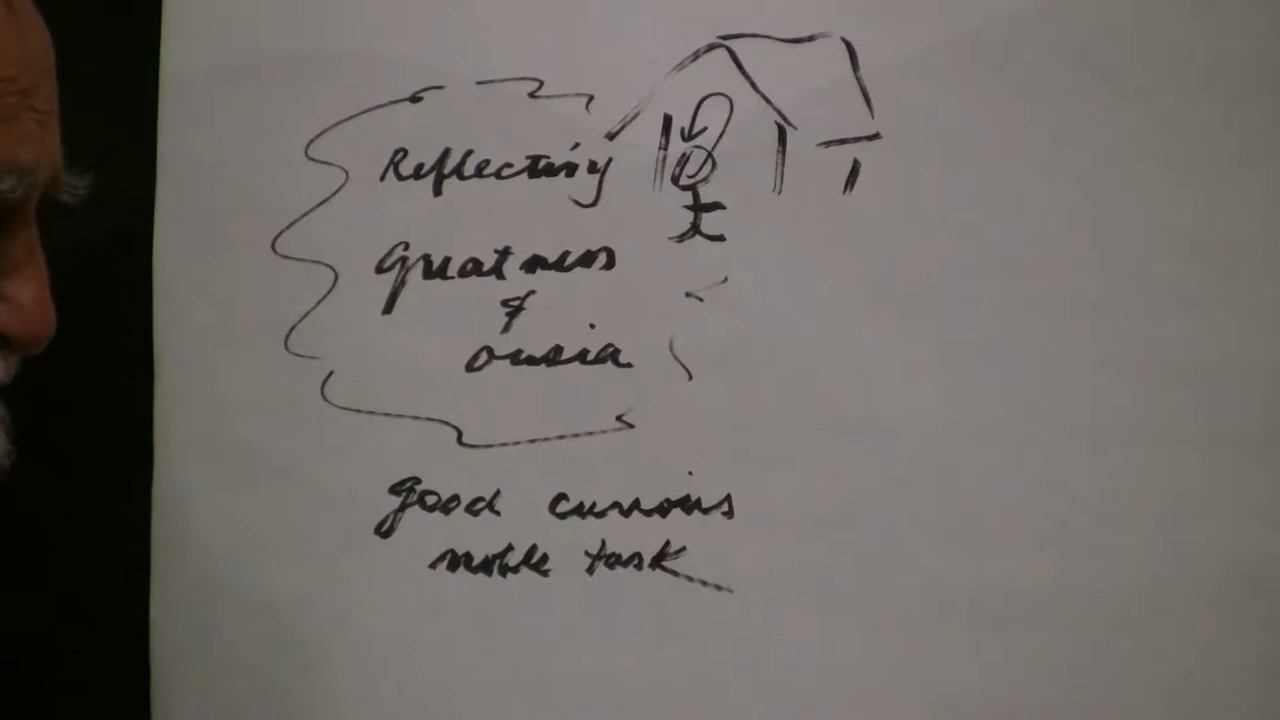 Reflecting
Greatness
&
ousia
good curious
noble task